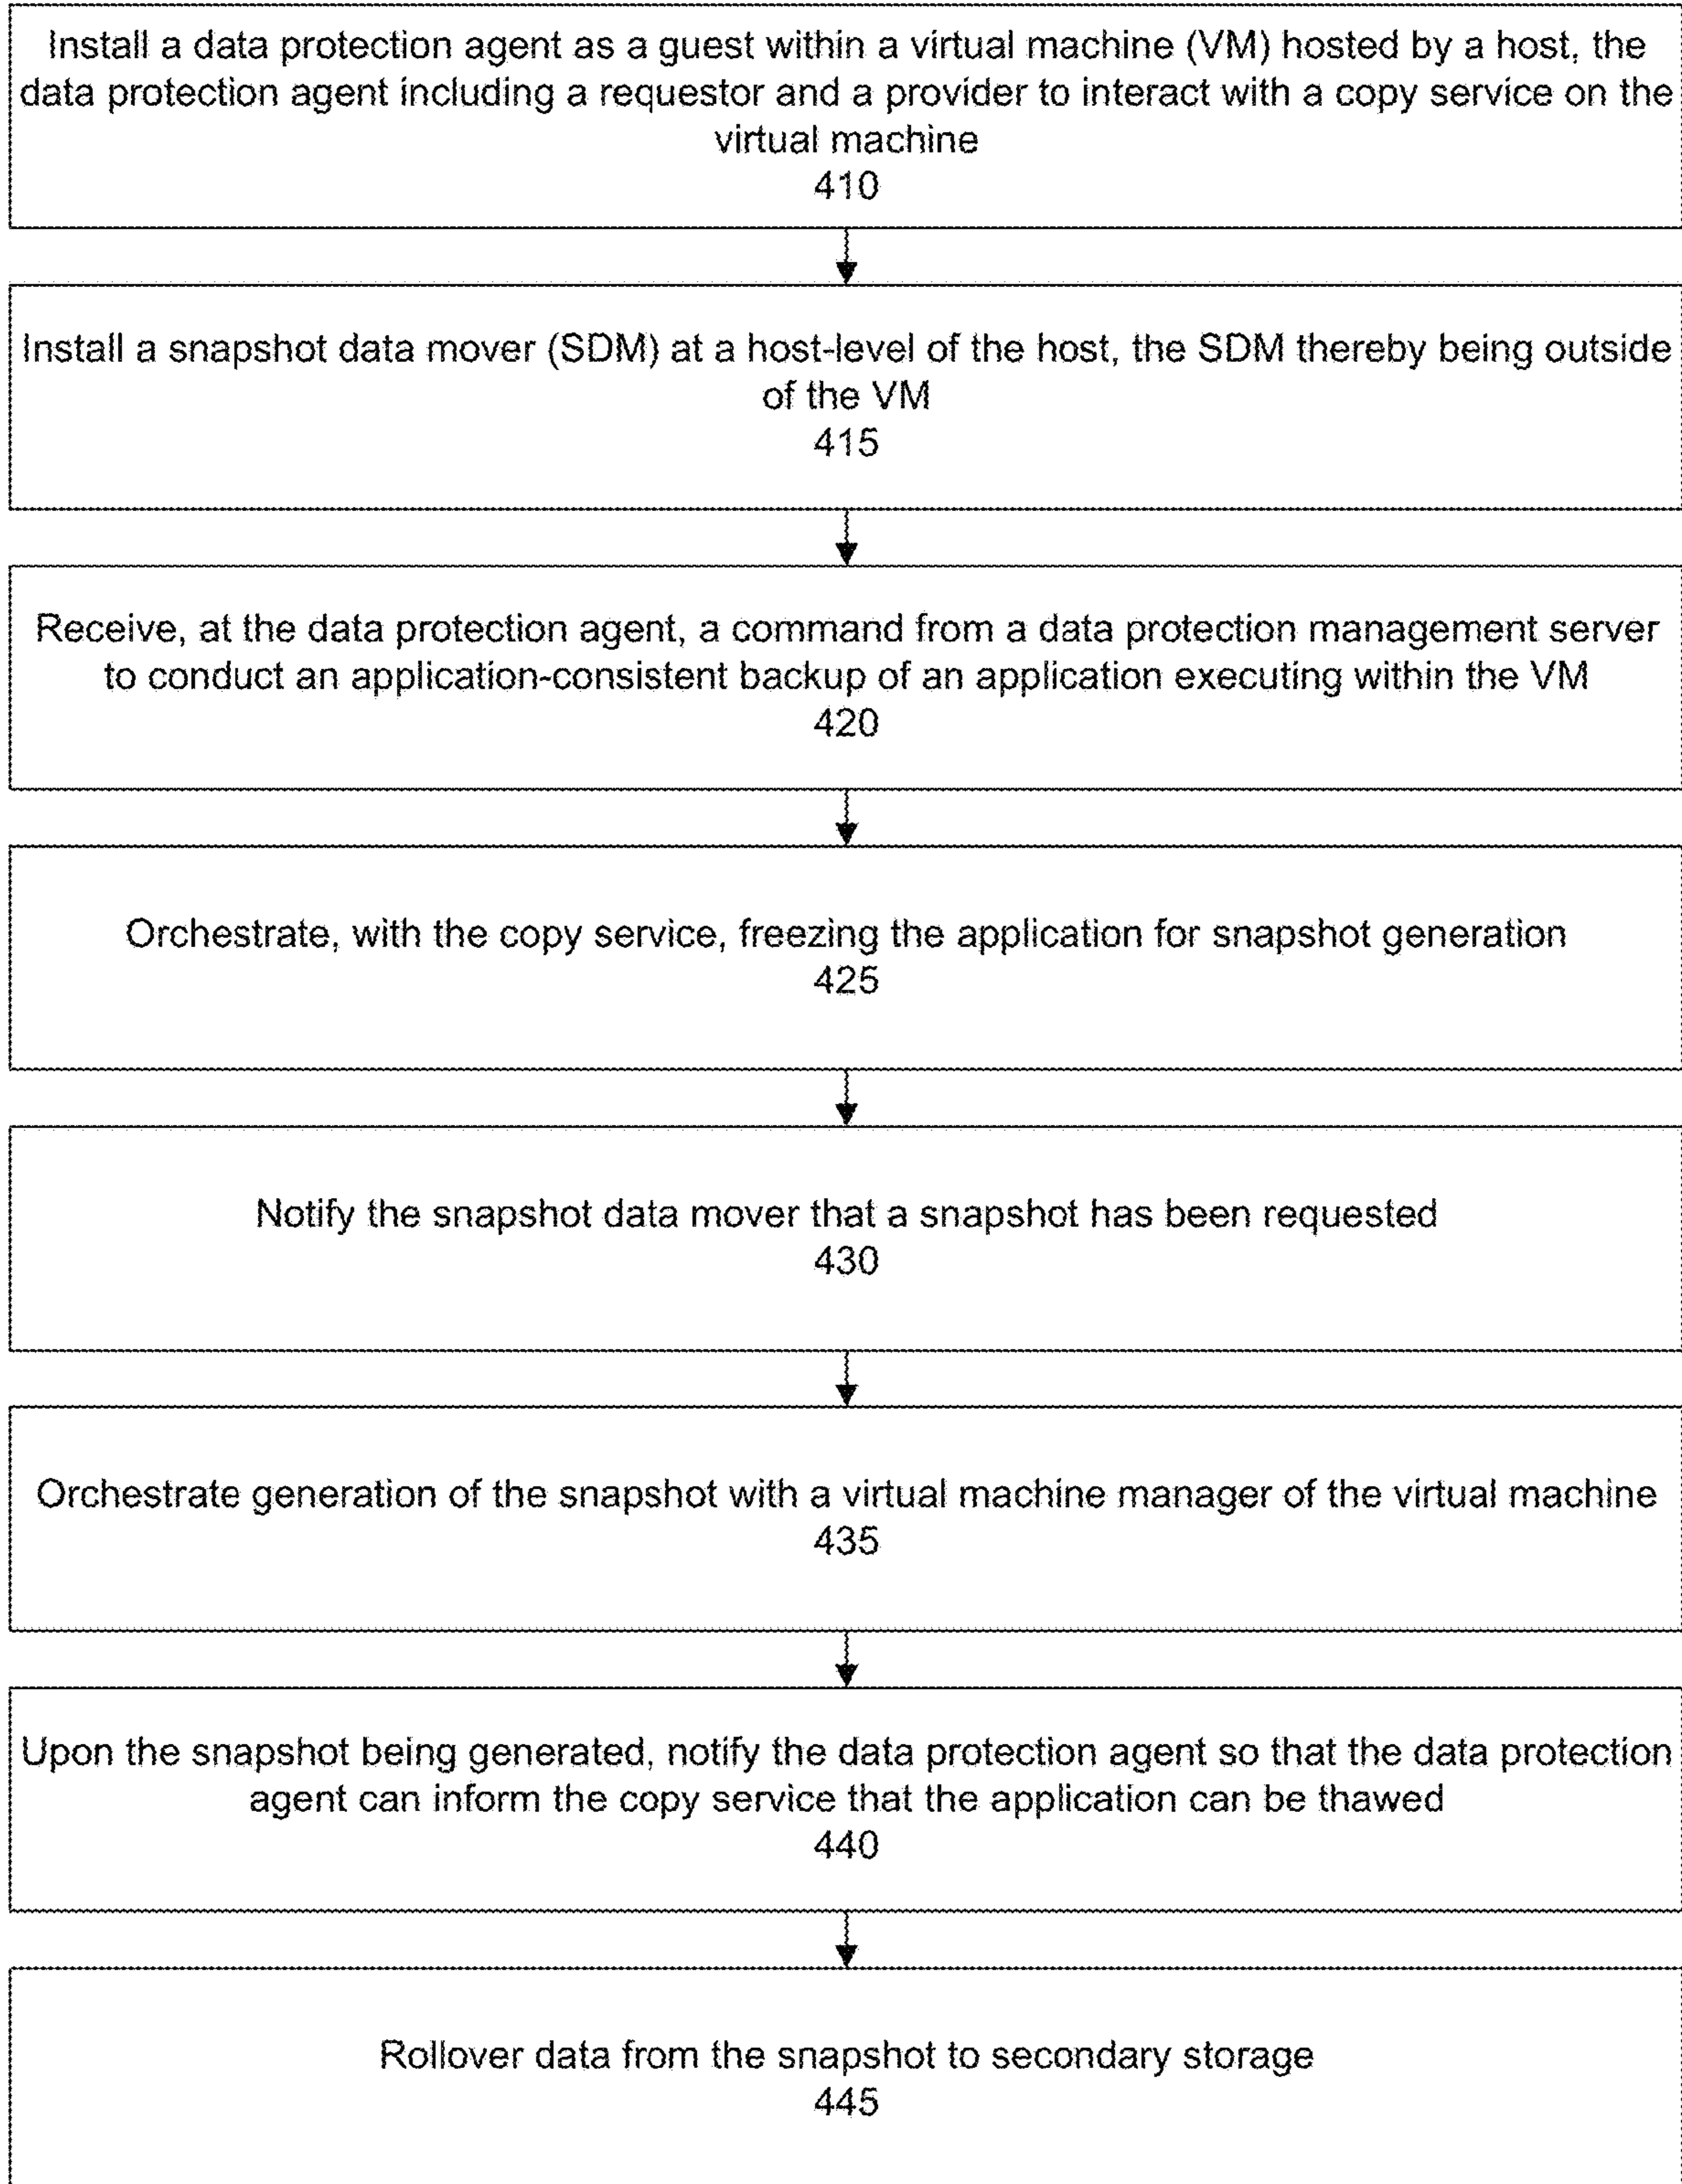 Install a data protection agent as a guest within a virtual machine (VM) hosted by a host, the
data protection agent including a requestor and a provider to interact with a copy service on the
virtual machine
410
Install a snapshot data mover (SDM) at a host-level of the host, the SDM thereby being outside
of the VM
415
Receive, at the data protection agent, a command from a data protection management server
to conduct an application-consistent backup of an application executing within the VM
420
Orchestrate, with the copy service, freezing the application for snapshot generation
425
Notify the snapshot data mover that a snapshot has been requested
430
Orchestrate generation of the snapshot with a virtual machine manager of the virtual machine
435
Upon the snapshot being generated, notify the data protection agent so that the data protection
agent can inform the copy service that the application can be thawed
440
Rollover data from the snapshot to secondary storage
445